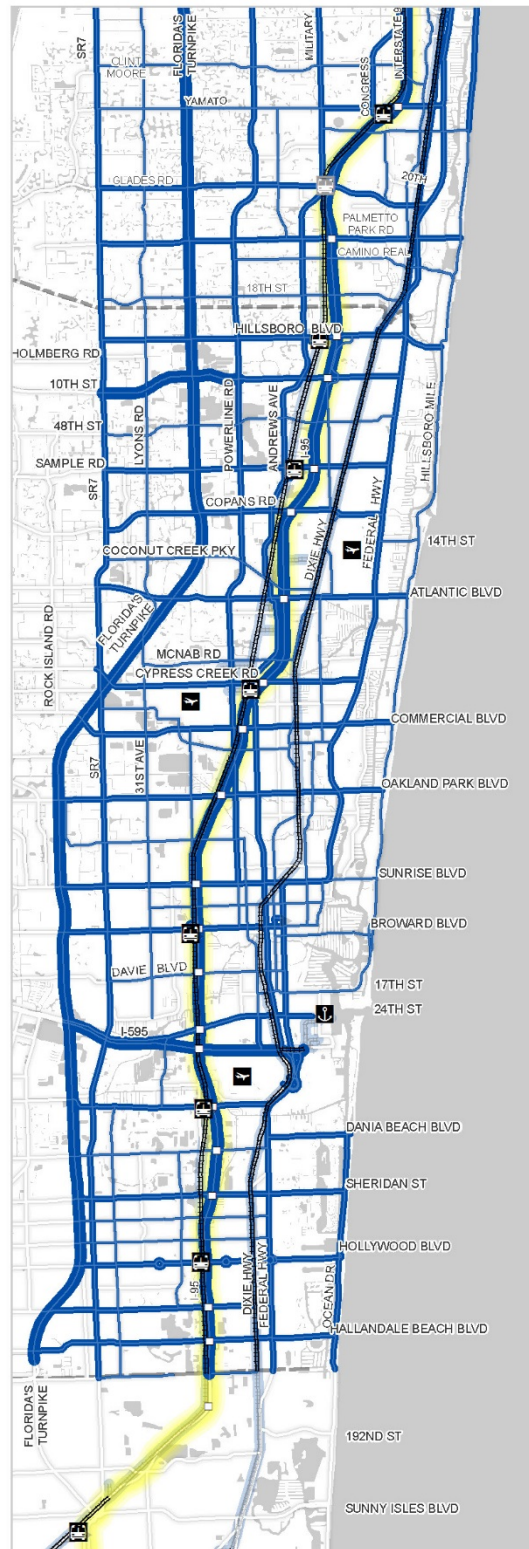 SR7
FLORIDA'S
TURNPIKE
MILITARY
CONGRESS
CLINT
MOORE
YAMATO
GLADES RD
20TH
PALMETTO
PARK RD
CAMINO REAL
18TH ST
HILLSBORO BLVD
HOLMBERG RD
10TH ST
48TH ST
LYONS RD
POWERLINE RD
ANDREWS AVE
I-95
HILLSBORO MILE
SAMPLE RD
SR7
COPANS RD
DIXIE HWY
FEDERAL HWY
14TH ST
COCONUT CREEK PKY
ATLANTIC BLVD
FLORIDA'S
TURNPIKE
ROCK ISLAND RD
MCNAB RD
CYPRESS CREEK RD
COMMERCIAL BLVD
SR7
31ST AVE
OAKLAND PARK BLVD
SUNRISE BLVD
BROWARD BLVD
DAVIE BLVD
17TH ST
24TH ST
I-595
DANIA BEACH BLVD
SHERIDAN ST
HOLLYWOOD BLVD
I-95
DIXIE HWY
FEDERAL HWY
OCEAN DR
HALLANDALE BEACH BLVD
FLORIDA'S
TURNPIKE
192ND ST
SUNNY ISLES BLVD